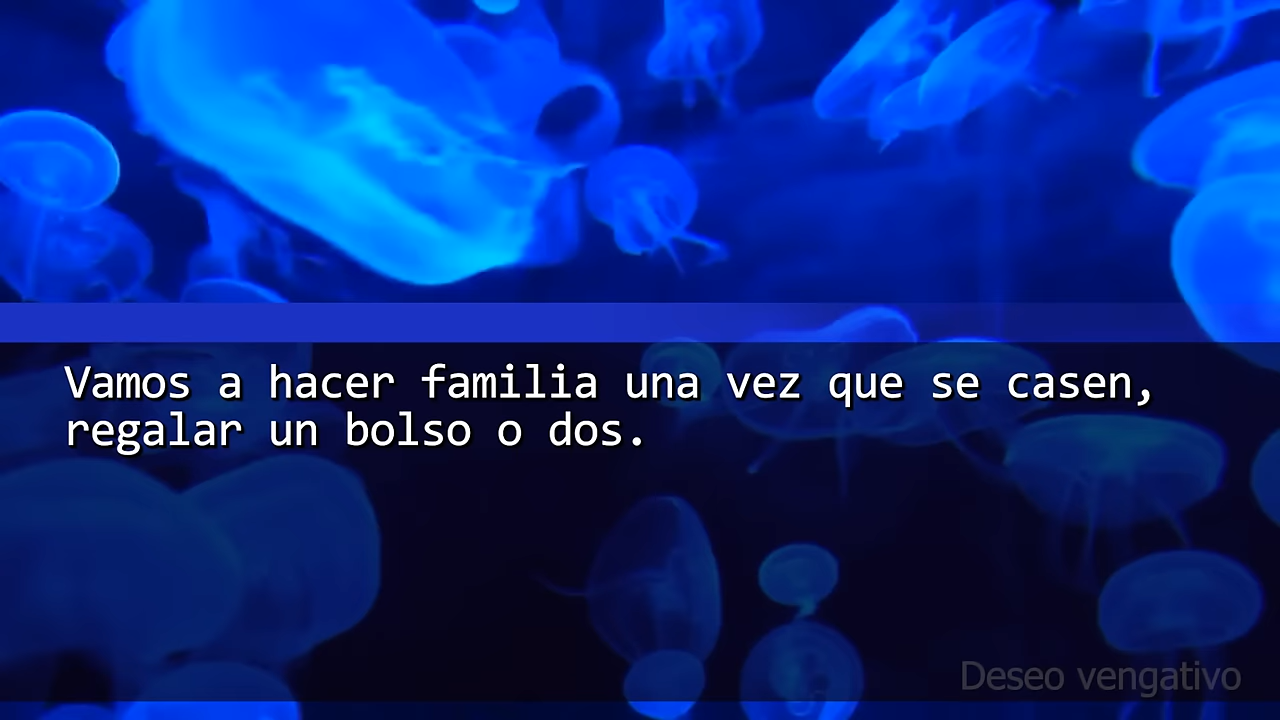 Vamos a hacer familia una vez que se casen,
regalar un bolso o dos.
Deseo vengativo